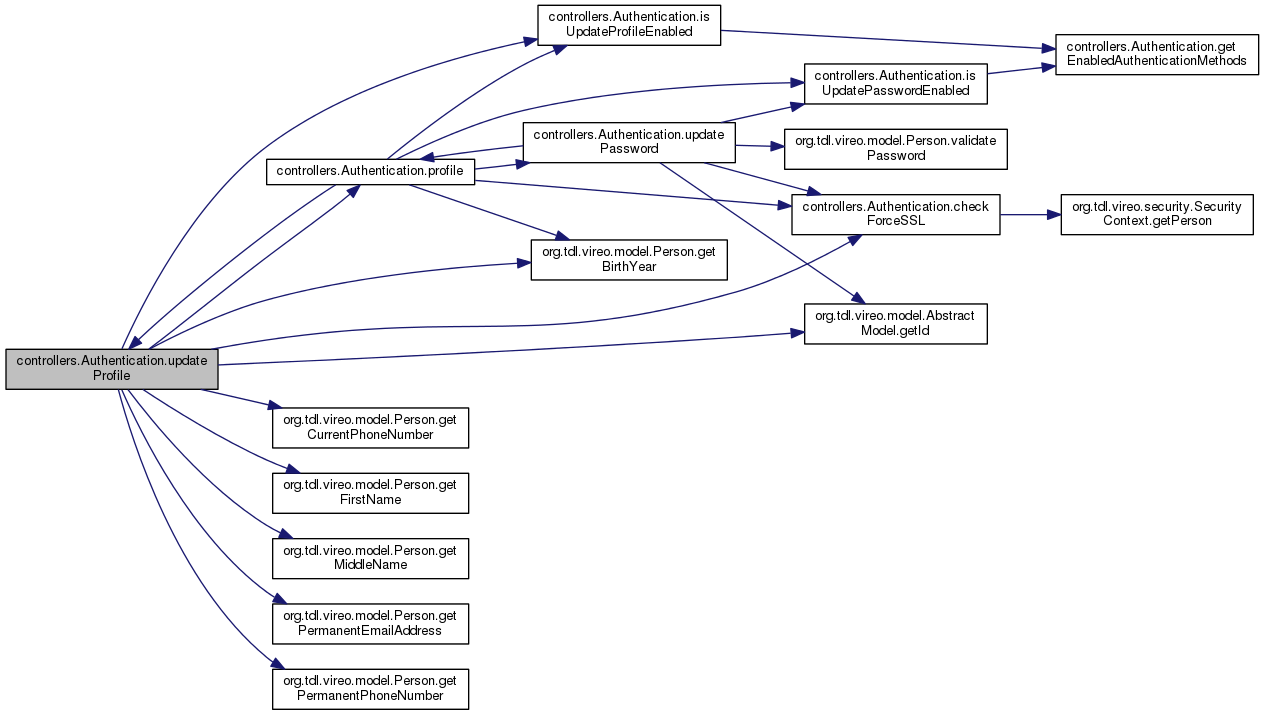 controllers.Authentication.is
UpdateProfileEnabled
controllers.Authentication.get
EnabledAuthenticationMethods
controllers.Authentication.is
UpdatePasswordEnabled
controllers.Authentication.update
Password
org.tdl.vireo.model.Person.validate
Password
controllers.Authentication.profile
controllers.Authentication.check
ForceSSL
org.tdl.vireo.security.Security
Context.getPerson
org.tdl.vireo.model.Person.get
BirthYear
org.tdl.vireo.model.Abstract
Model.getId
controllers.Authentication.update
Profile
org.tdl.vireo.model.Person.get
CurrentPhoneNumber
org.tdl.vireo.model.Person.get
FirstName
org.tdl.vireo.model.Person.get
MiddleName
org.tdl.vireo.model.Person.get
PermanentEmailAddress
org.tdl.vireo.model.Person.get
PermanentPhoneNumber